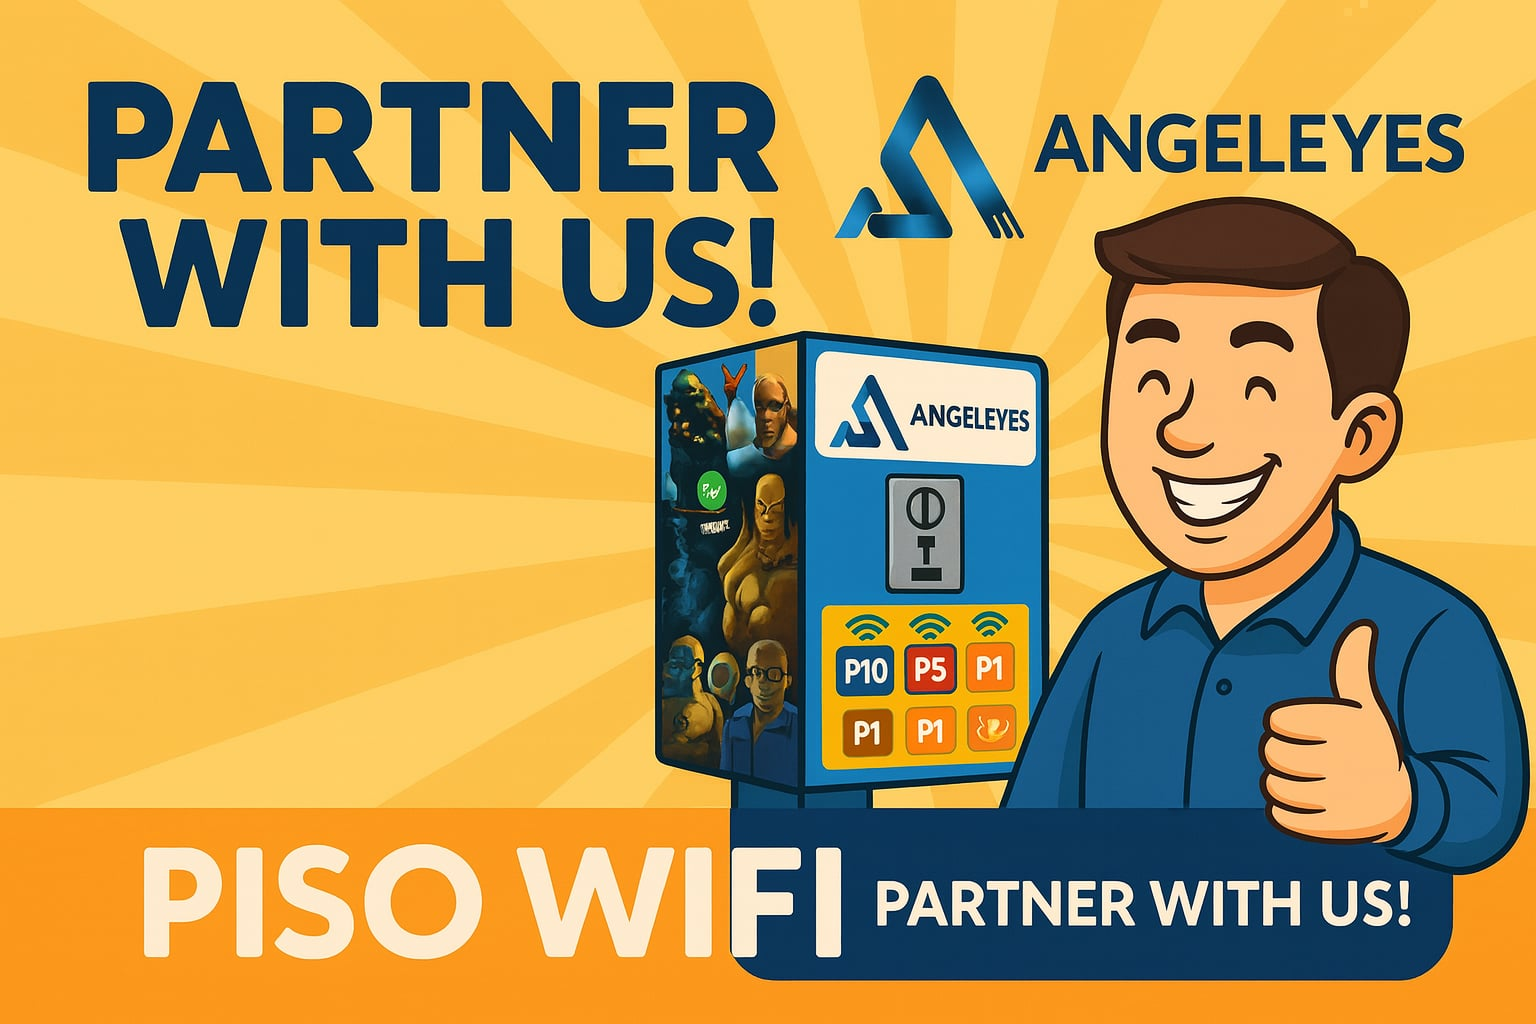 PARTNER
WITH US!
ANGELEYES
ANGELEYES
P10 P5 P1
P1 P1
PISO WIFI
PARTNER WITH US!